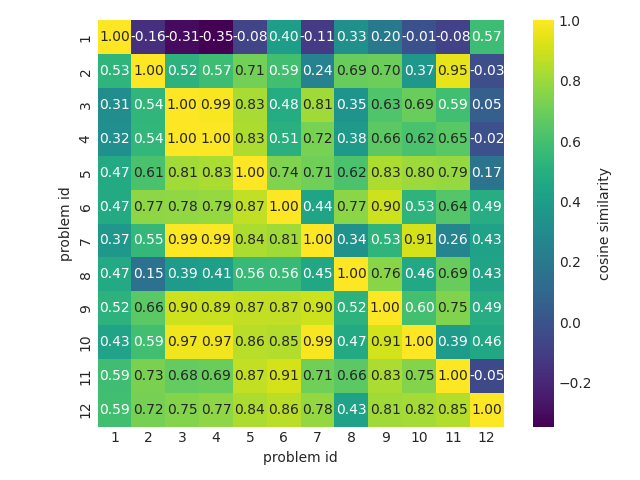 1 1.00 -0.16 -0.31 -0.35 -0.08 0.40 -0.11 0.33 0.20 -0.01 -0.08 0.57
2 0.53 1.00 0.52 0.57 0.71 0.59 0.24 0.69 0.70 0.37 0.95 -0.03
3 0.31 0.54 1.00 0.99 0.83 0.48 0.81 0.35 0.63 0.69 0.59 0.05
4 0.32 0.54 1.00 1.00 0.83 0.51 0.72 0.38 0.66 0.62 0.65 -0.02
5 0.47 0.61 0.81 0.83 1.00 0.74 0.71 0.62 0.83 0.80 0.79 0.17
6 0.47 0.77 0.78 0.79 0.87 1.00 0.44 0.77 0.90 0.53 0.64 0.49
7 0.37 0.55 0.99 0.99 0.84 0.81 1.00 0.34 0.53 0.91 0.26 0.43
8 0.47 0.15 0.39 0.41 0.56 0.56 0.45 1.00 0.76 0.46 0.69 0.43
9 0.52 0.66 0.90 0.89 0.87 0.87 0.90 0.52 1.00 0.60 0.75 0.49
10 0.43 0.59 0.97 0.97 0.86 0.85 0.99 0.47 0.91 1.00 0.39 0.46
11 0.59 0.73 0.68 0.69 0.87 0.91 0.71 0.66 0.83 0.75 1.00 -0.05
12 0.59 0.72 0.75 0.77 0.84 0.86 0.78 0.43 0.81 0.82 0.85 1.00
1 2 3 4 5 6 7 8 9 10 11 12
problem id
problem id
1.0
0.8
0.6
0.4
0.2
0.0
−0.2
cosine similarity